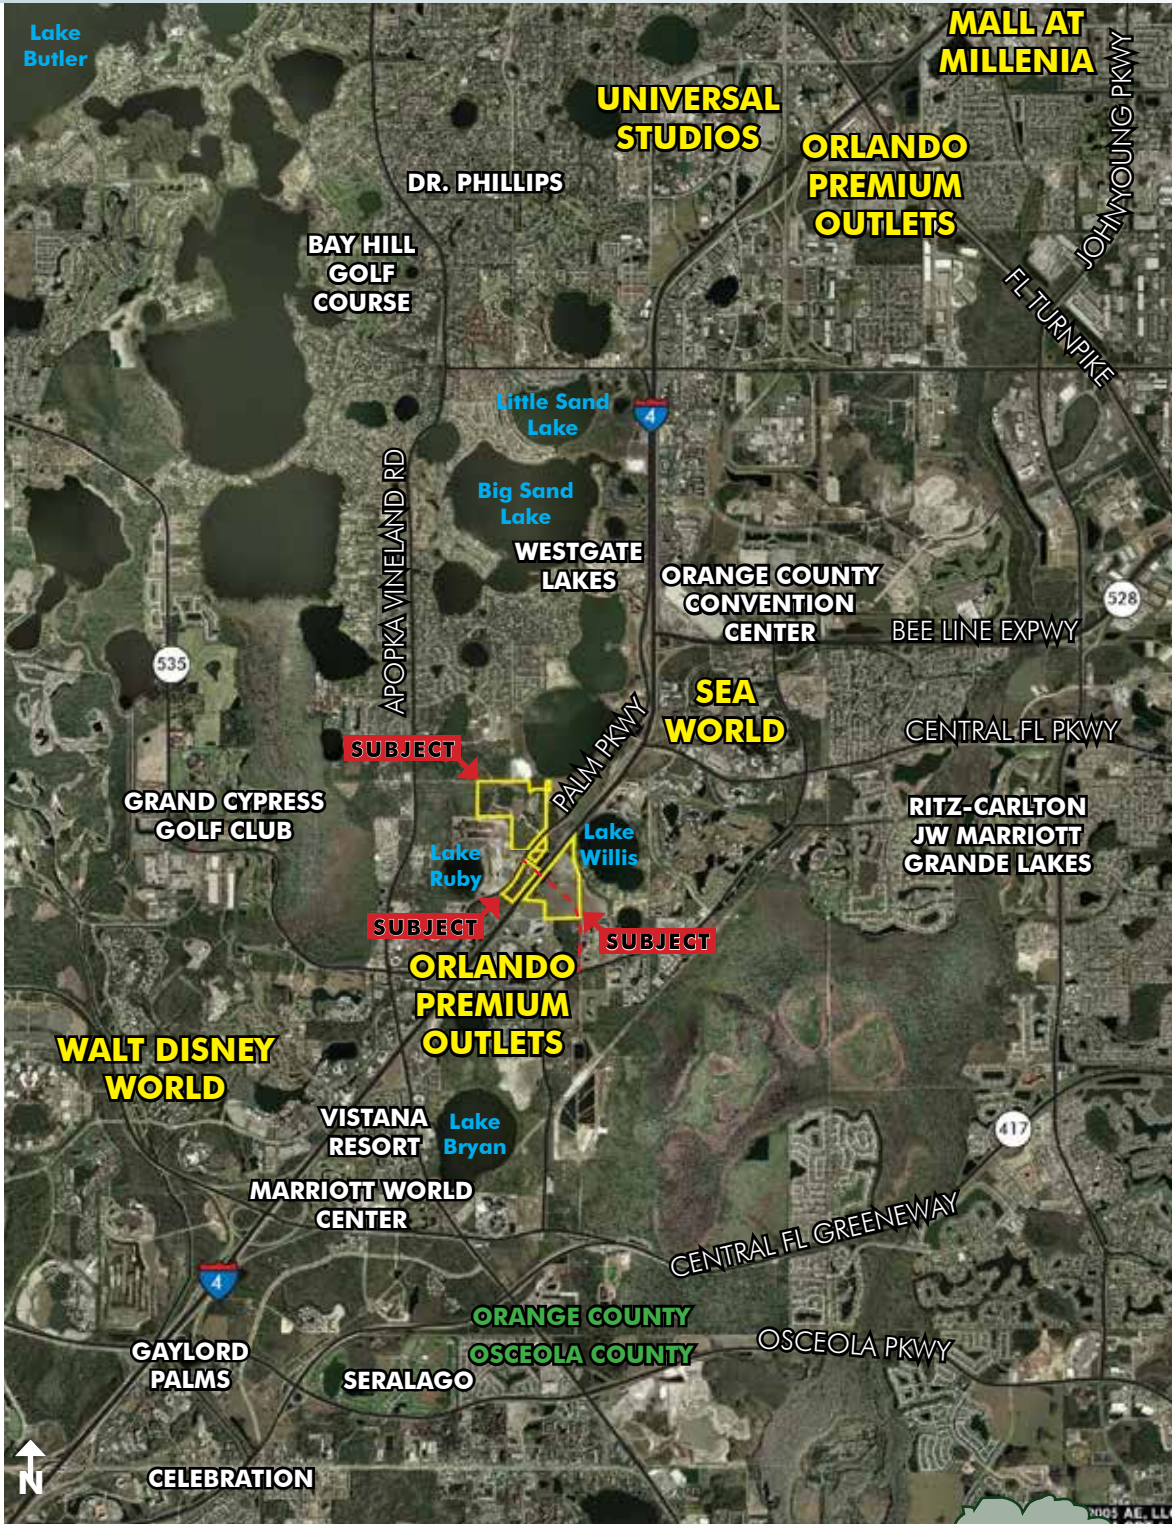 Lake
Butler
MALL AT
MILLENIA
JOHNYOUNG PKWY
UNIVERSAL
STUDIOS
ORLANDO
PREMIUM
OUTLETS
DR. PHILLIPS
BAY HILL
GOLF
COURSE
FL TURNPIKE
Little Sand
Lake
4
Big Sand
Lake
APOPKA VINELAND RD
WESTGATE
LAKES
ORANGE COUNTY
CONVENTION
CENTER
528
BEE LINE EXPWY
535
SEA
WORLD
CENTRAL FL PKWY
PALM PKWY
SUBJECT
GRAND CYPRESS
GOLF CLUB
RITZ-CARLTON
JW MARRIOTT
GRANDE LAKES
Lake
Willis
Lake
Ruby
SUBJECT
SUBJECT
ORLANDO
PREMIUM
OUTLETS
WALT DISNEY
WORLD
VISTANA
RESORT
Lake
Bryan
417
MARRIOTT WORLD
CENTER
CENTRAL FL GREENEWAY
4
ORANGE COUNTY
OSCEOLA COUNTY
OSCEOLA PKWY
GAYLORD
PALMS
SERALAGO
N
CELEBRATION
2005 AE, LL